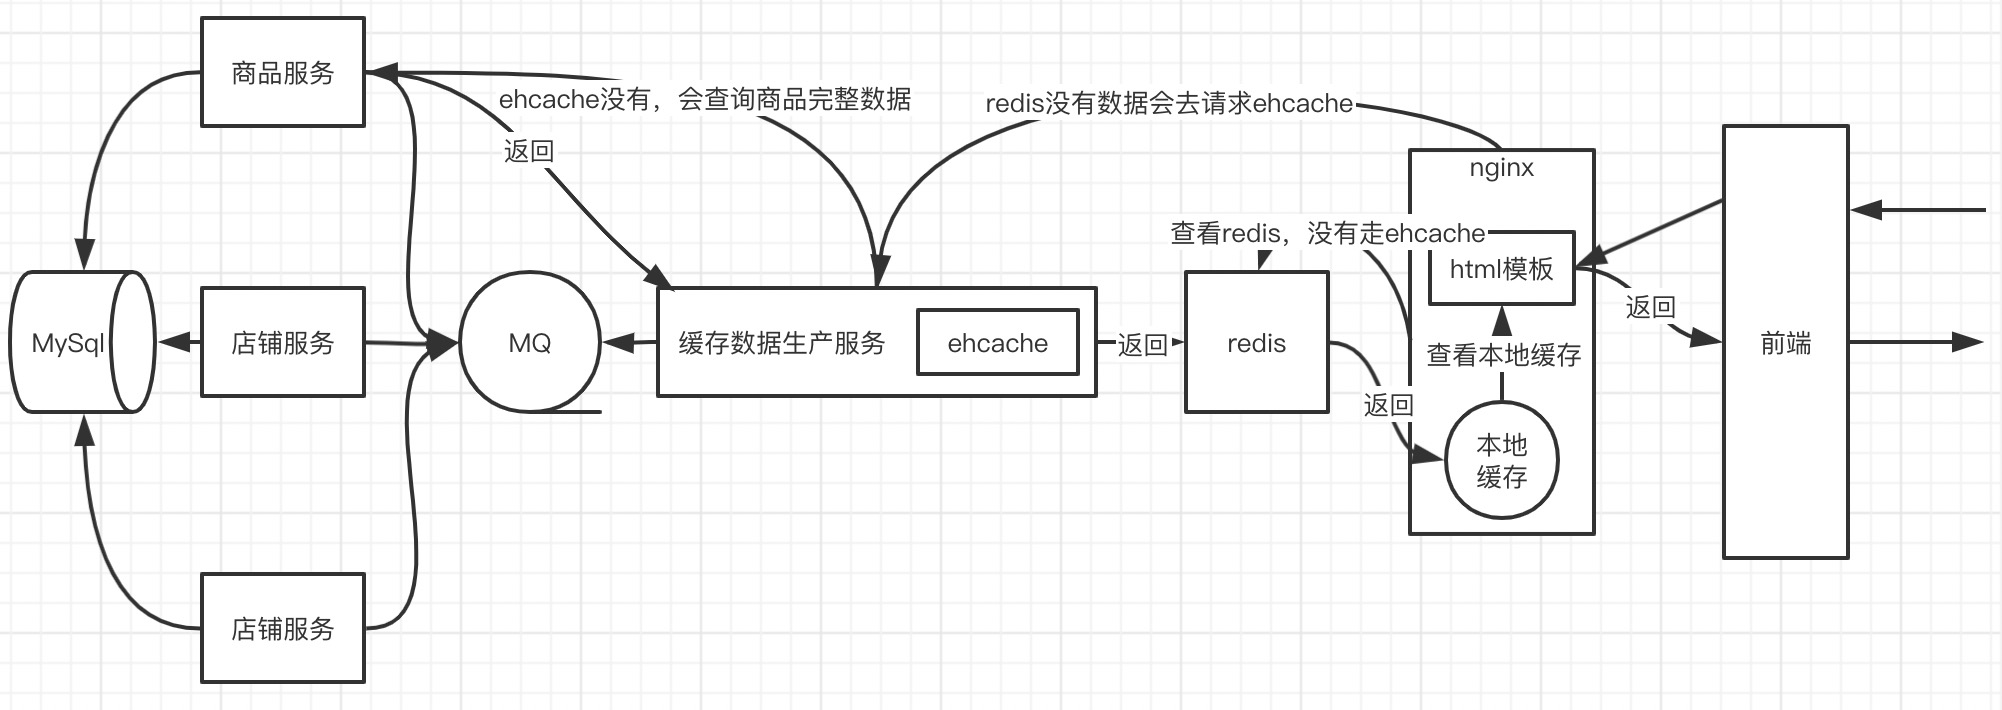 商品服务
ehcache没有，会查询商品完整数据
redis没有数据会去请求ehcache
返回
nginx
查看redis，没有走ehcache
html模板
返回
MySql
店铺服务
MQ
缓存数据生产服务
ehcache
返回
redis
查看本地缓存
前端
返回
本地
缓存
店铺服务